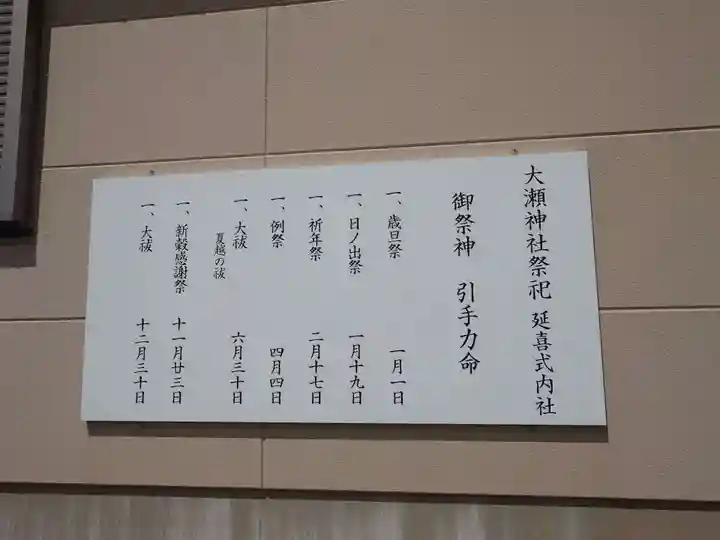 大瀬神社祭祀 延喜式内社
御祭神 引手力命
一、歳旦祭 一月一日
一、日ノ出祭 一月十九日
一、祈年祭 二月十七日
一、例祭 四月四日
一、大祓 六月三十日
夏越の祓
一、新穀感謝祭 十一月廿三日
一、大祓 十二月三十日